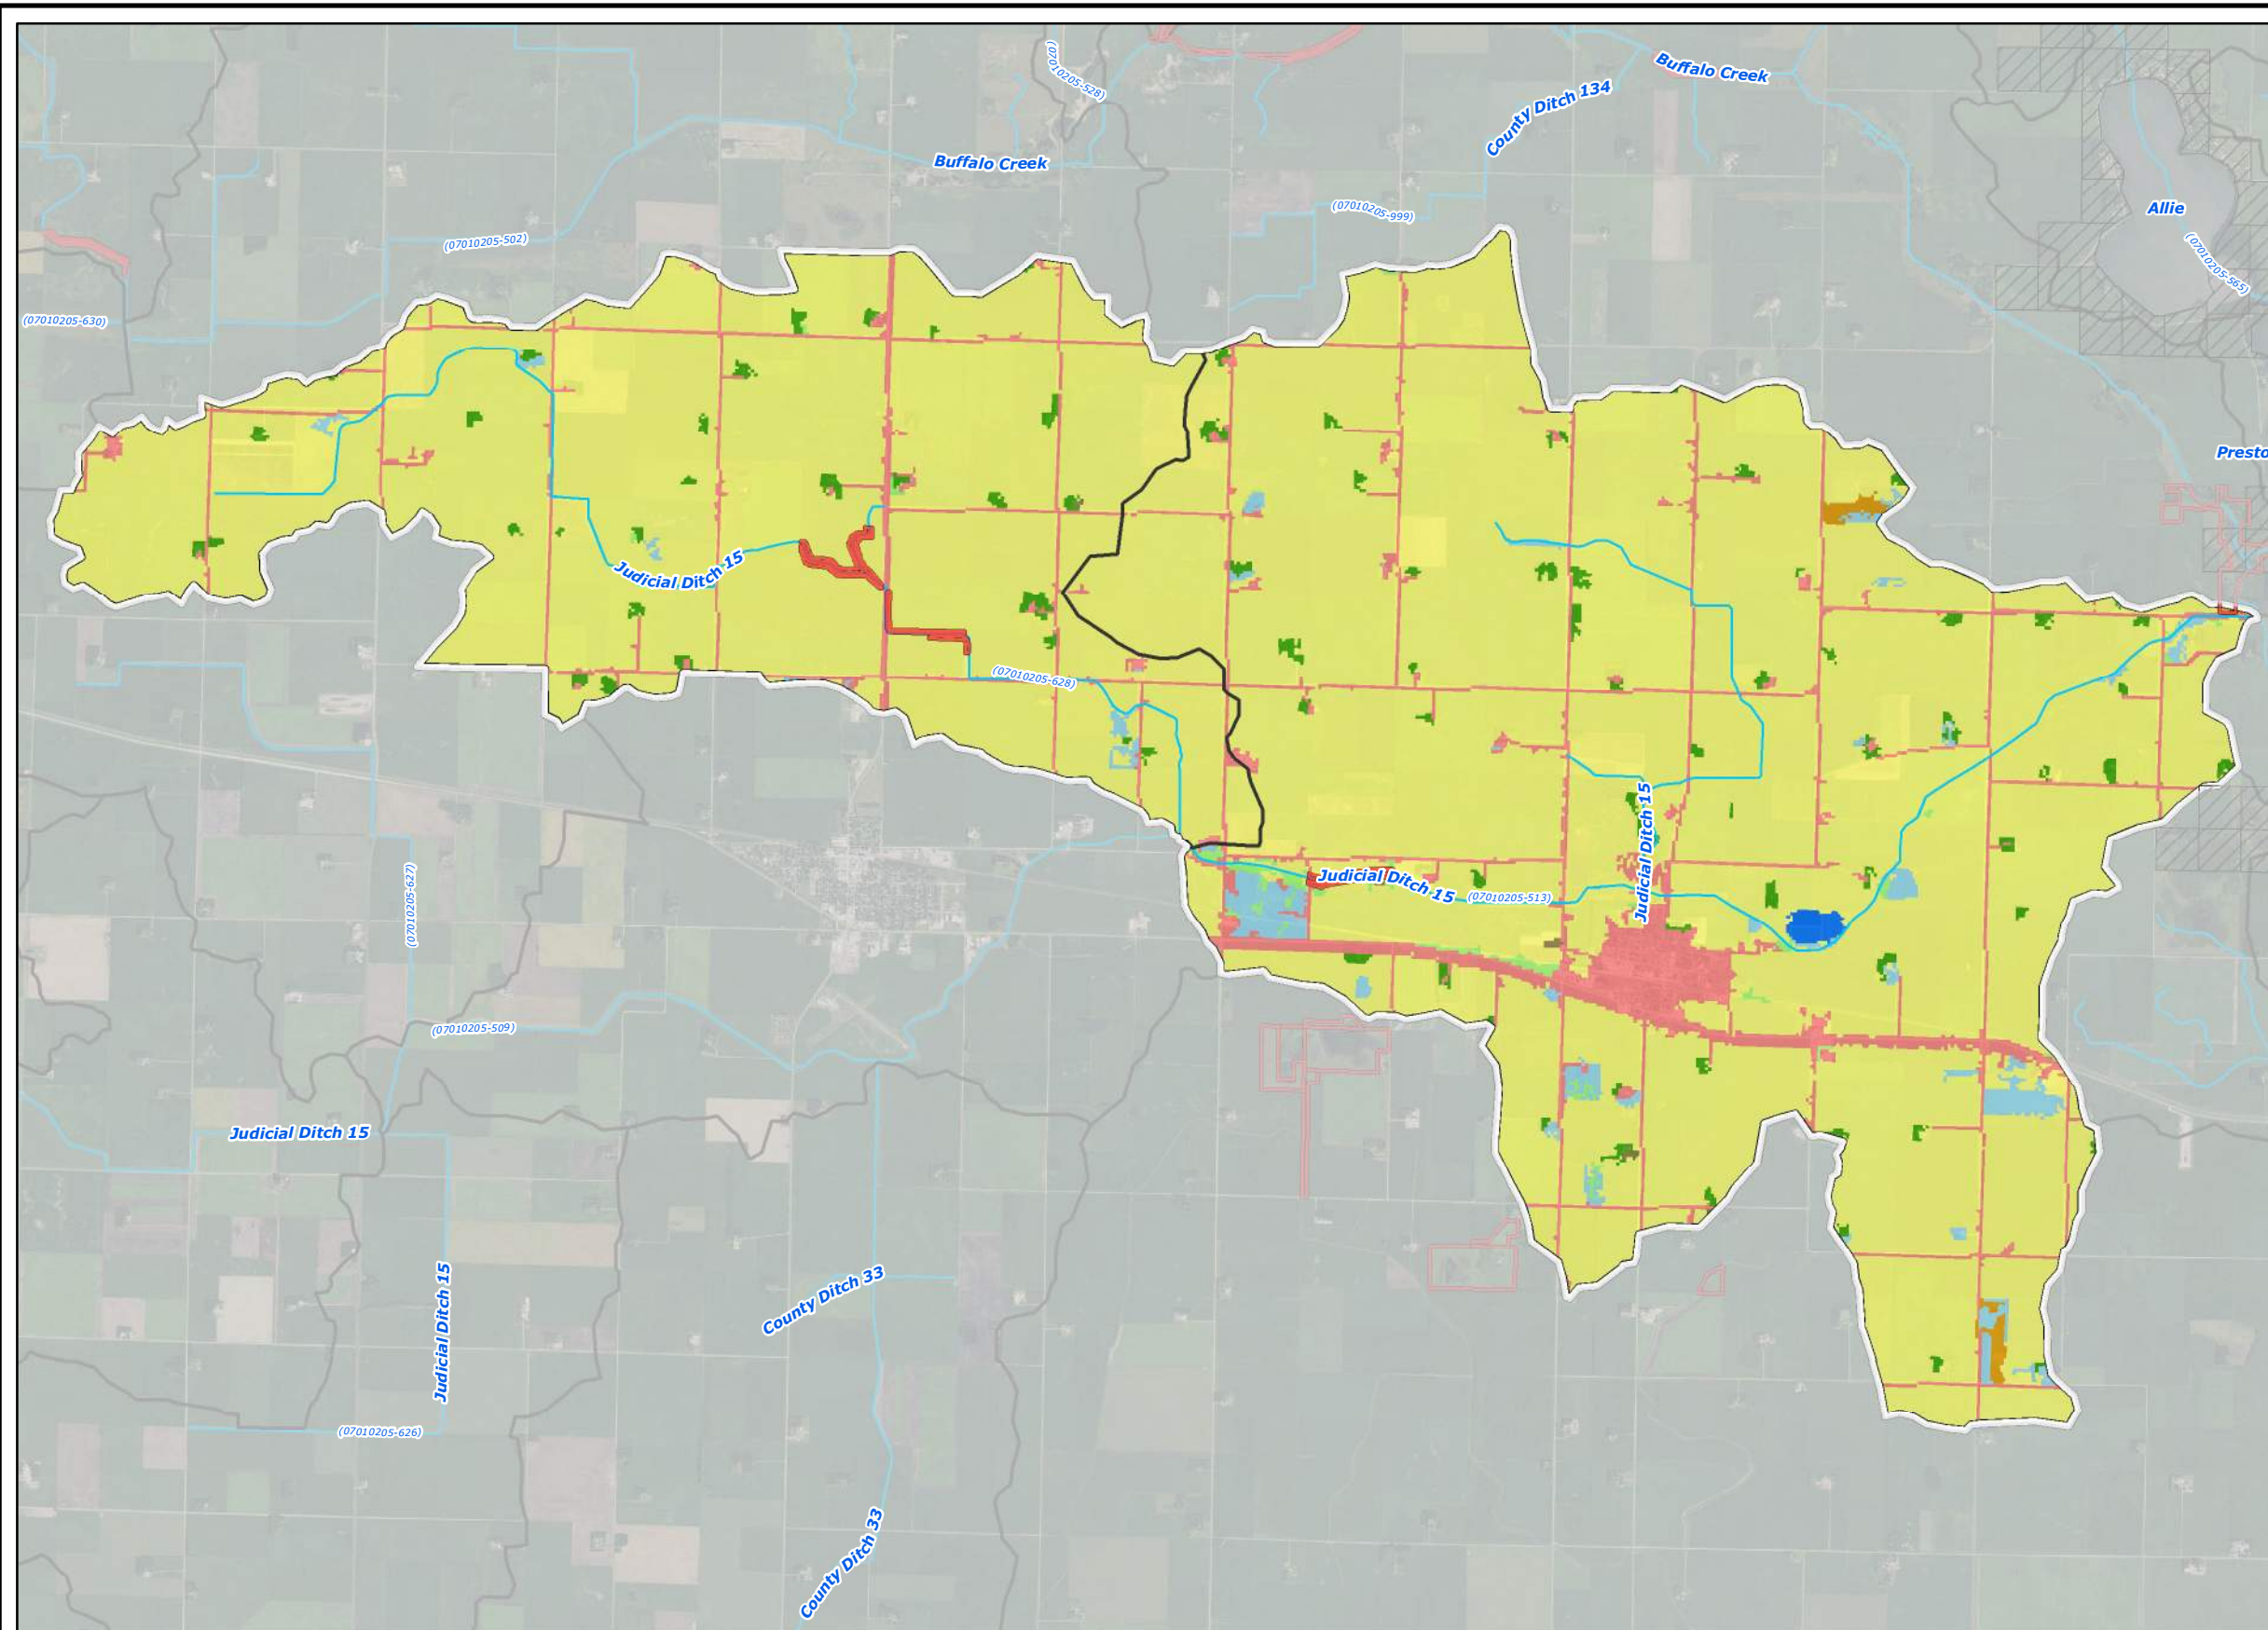 (07010205-528)
Buffalo Creek
County Ditch 134
Buffalo Creek
(07010205-999)
Allie
(07010205-502)
(07010205-565)
(07010205-630)
Presto
Judicial Ditch 15
(07010205-628)
Judicial Ditch 15
Judicial Ditch 15
(07010205-513)
(07010205-627)
(07010205-509)
Judicial Ditch 15
Judicial Ditch 15
County Ditch 33
(07010205-626)
County Ditch 33